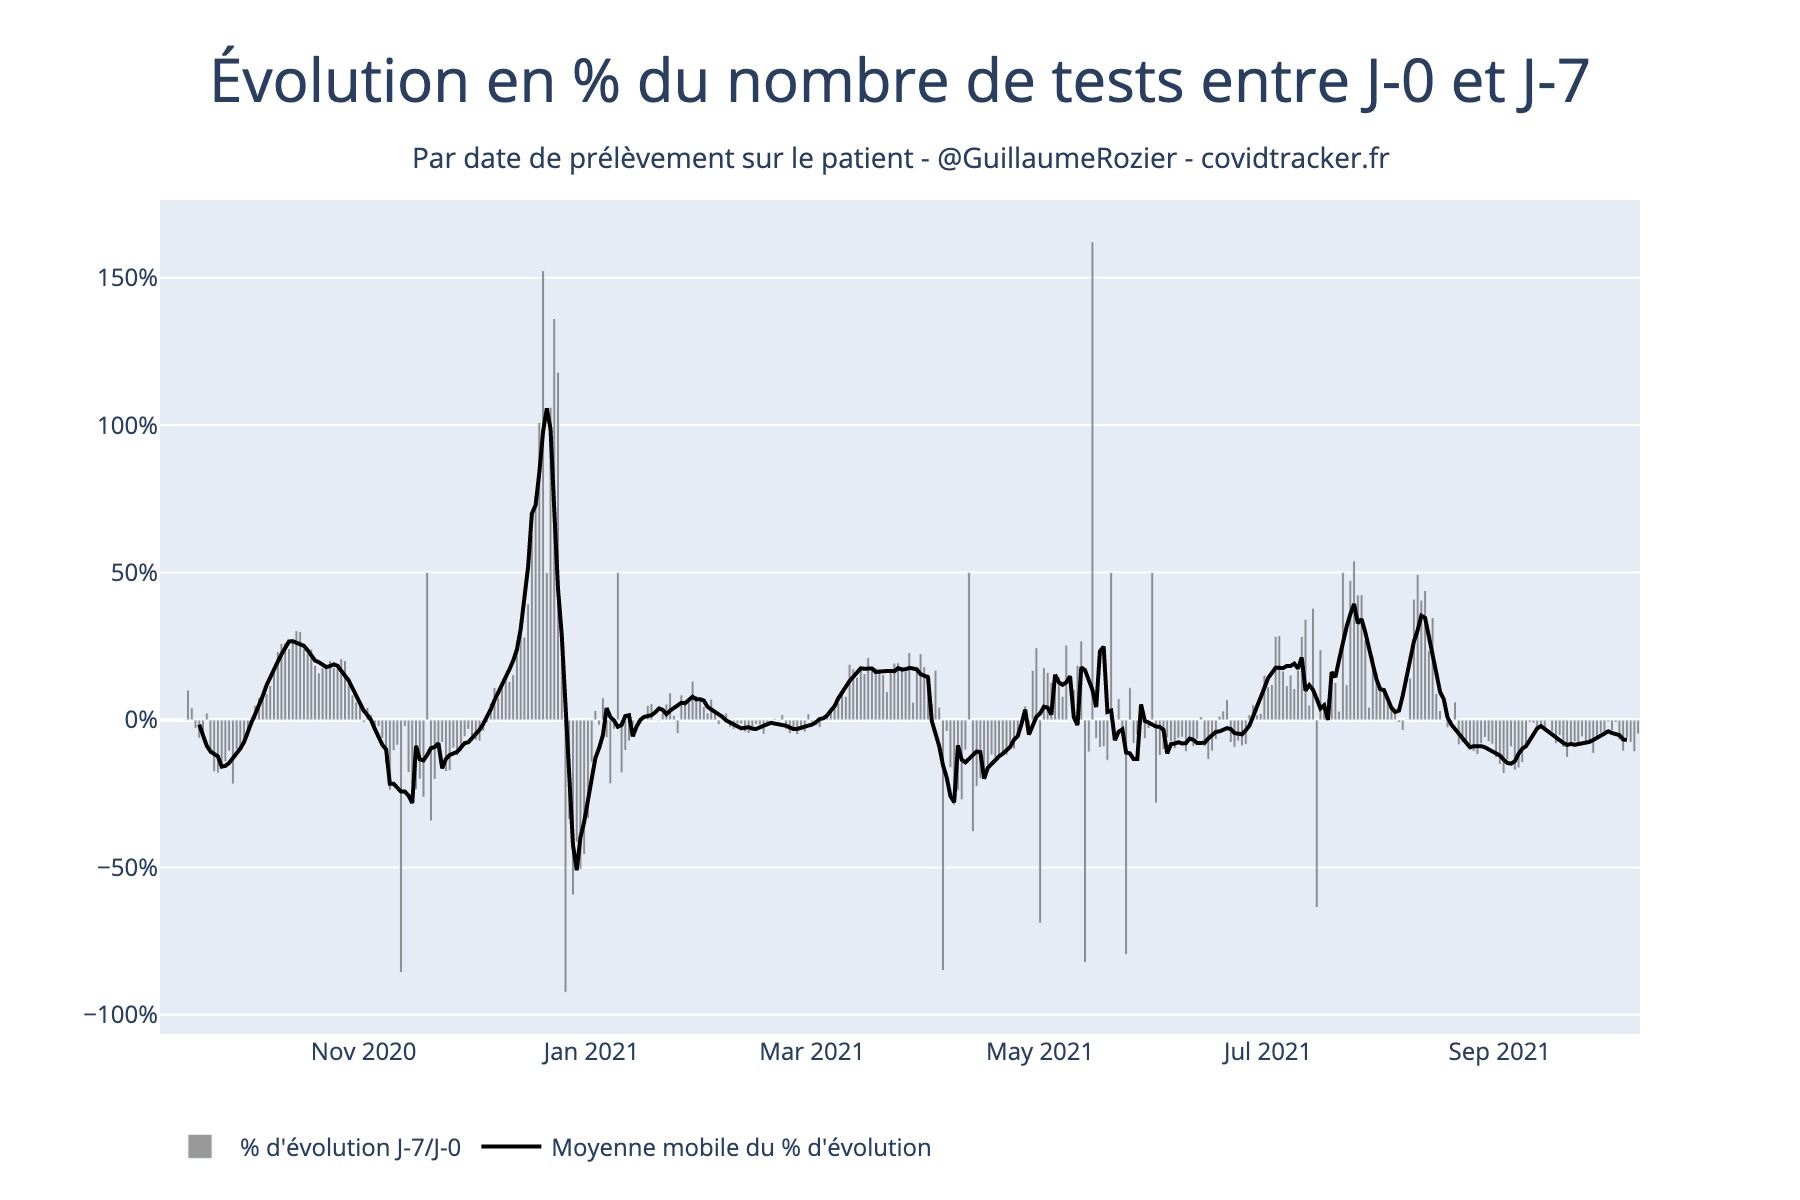 Évolution en % du nombre de tests entre J-0 et J-7
Par date de prélèvement sur le patient - @GuillaumeRozier - covidtracker.fr
150%
100%
50%
0%
−50%
−100%
Nov 2020
Jan 2021
Mar 2021
May 2021
Jul 2021
Sep 2021
% d'évolution J-7/J-0
Moyenne mobile du % d'évolution